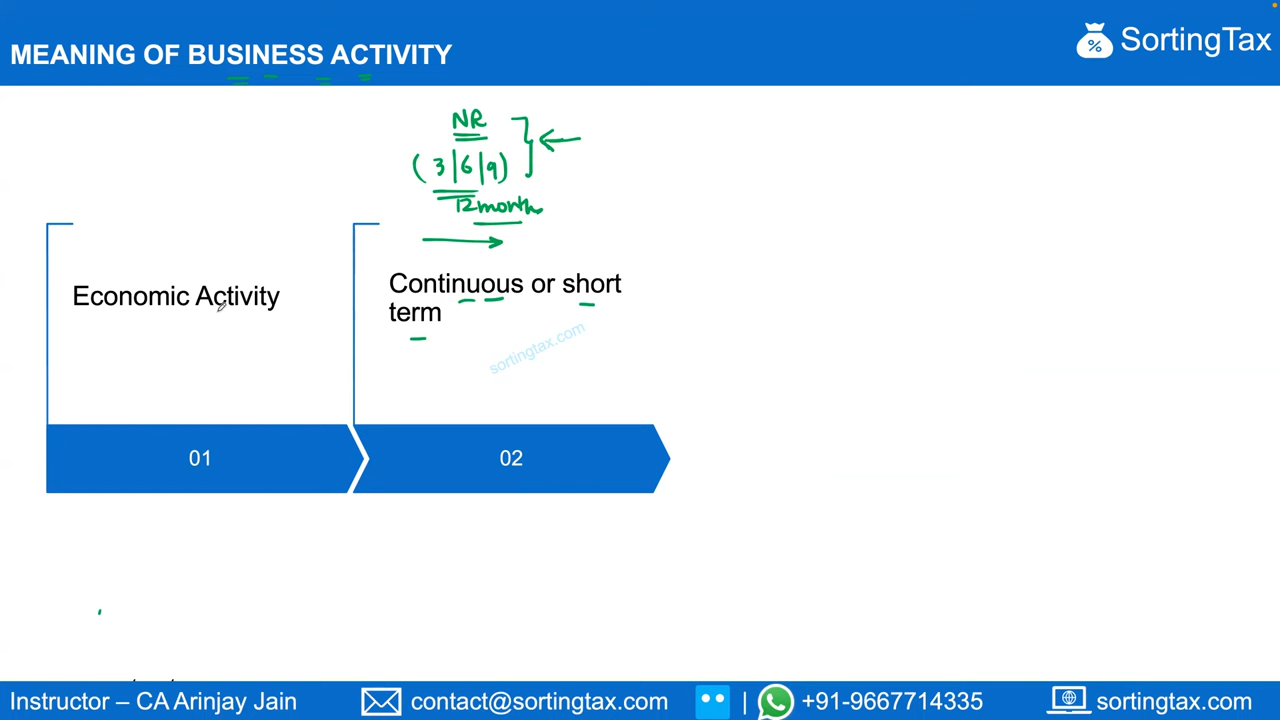 MEANING OF BUSINESS ACTIVITY
% SortingTax
NR
(3|6|9)
12 months
Economic Activity
Continuous or short
term
sortingtax.com
01
02
Instructor – CA Arinjay Jain
contact@sortingtax.com
|
+91-9667714335
sortingtax.com